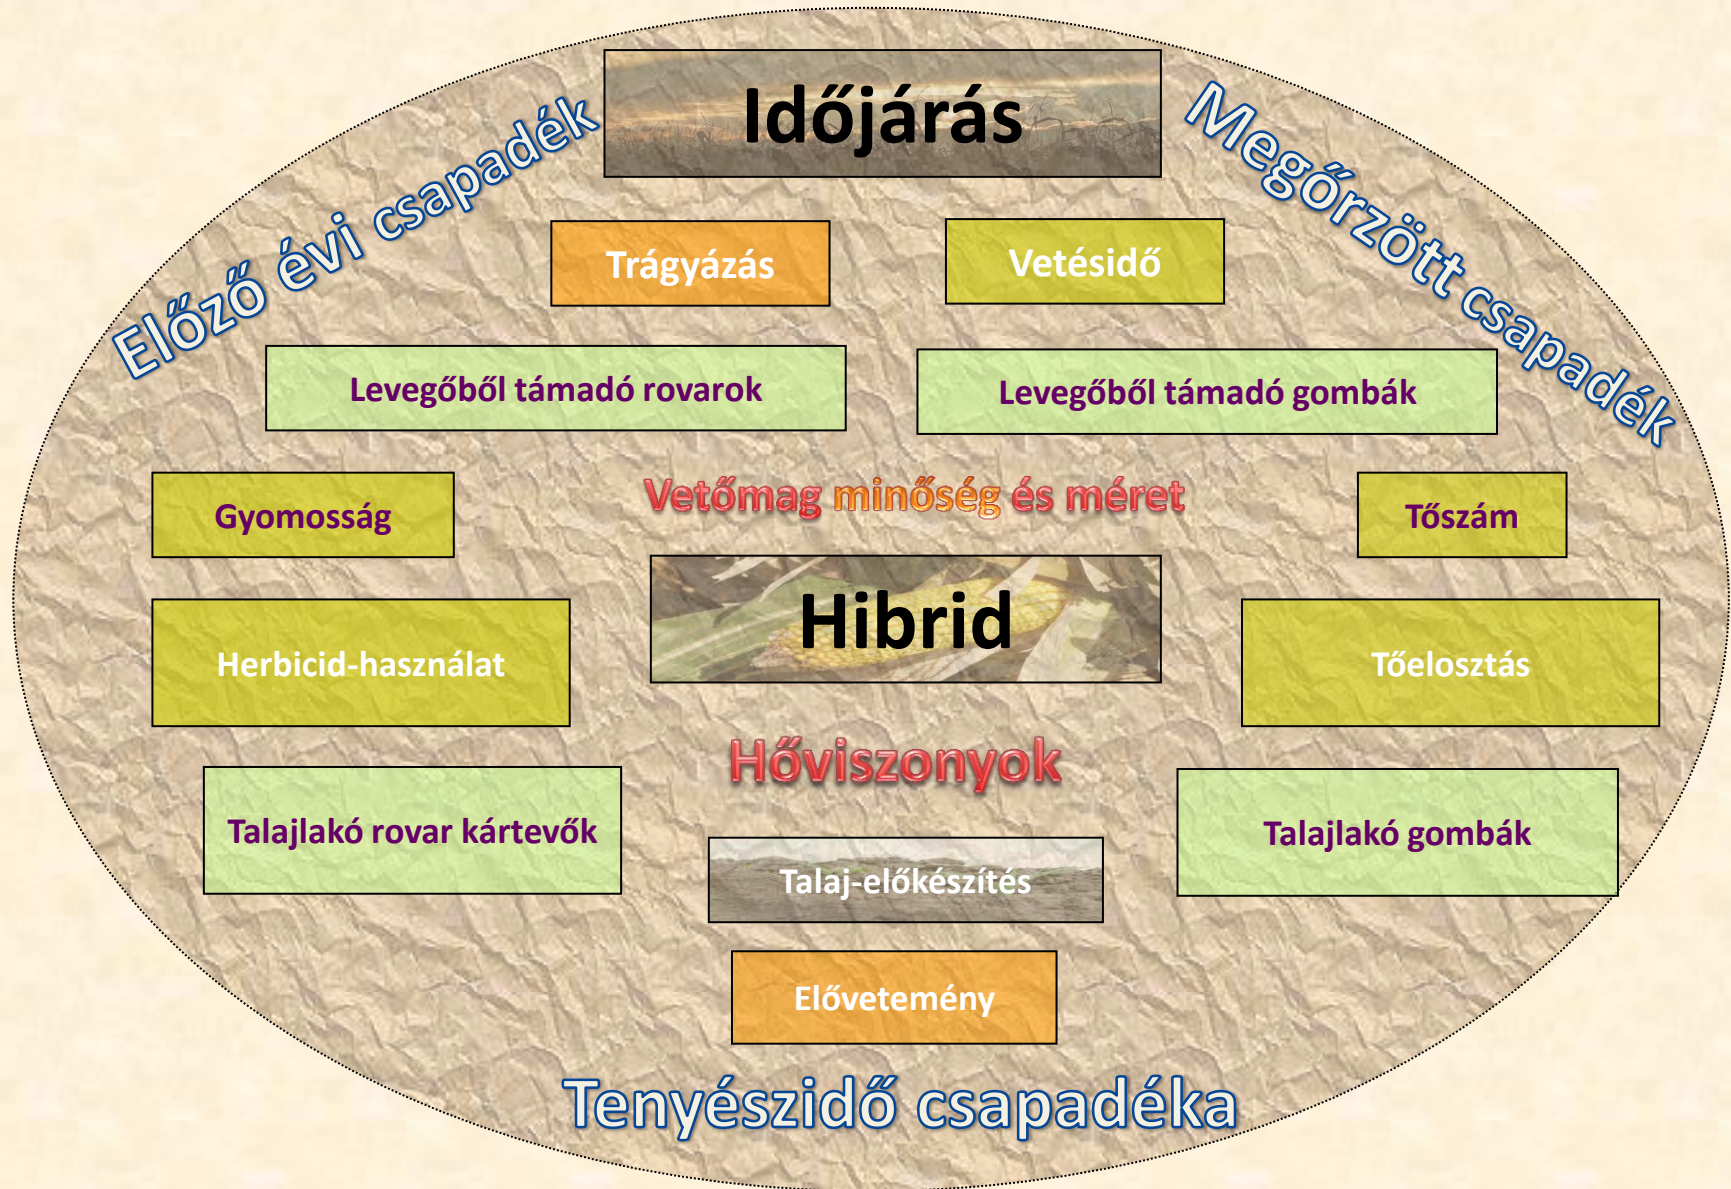 Időjárás
Előző évi csapadék
Megőrzött csapadék
Trágyázás
Vetésidő
Levegőből támadó rovarok
Levegőből támadó gombák
Gyomosság
Vetőmag minőség és méret
Tőszám
Hibrid
Herbicid-használat
Tőelosztás
Hőviszonyok
Talajlakó rovar kártevők
Talajlakó gombák
Talaj-előkészítés
Elővetemény
Tenyészidő csapadéka